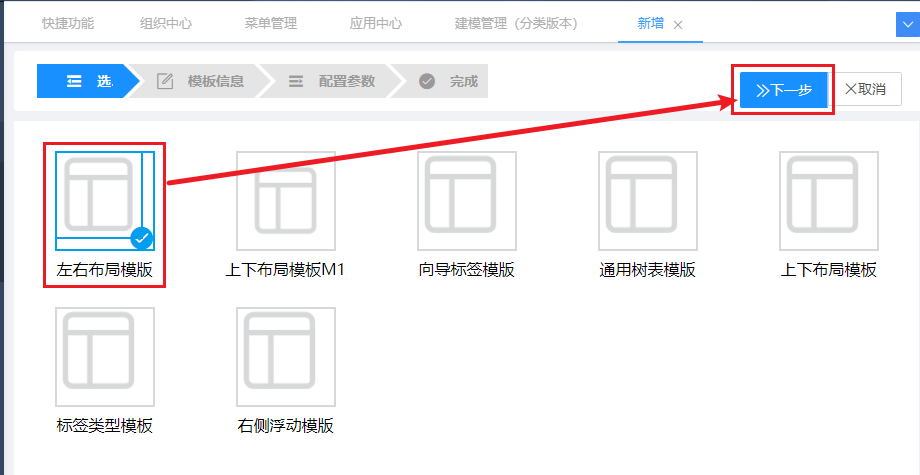 快捷功能 组织中心 菜单管理 应用中心 建模管理（分类版本） 新增
选 模板信息 配置参数 完成 下一步 取消
左右布局模版 上下布局模板M1 向导标签模版 通用树表模版 上下布局模板
标签类型模板 右侧浮动模版